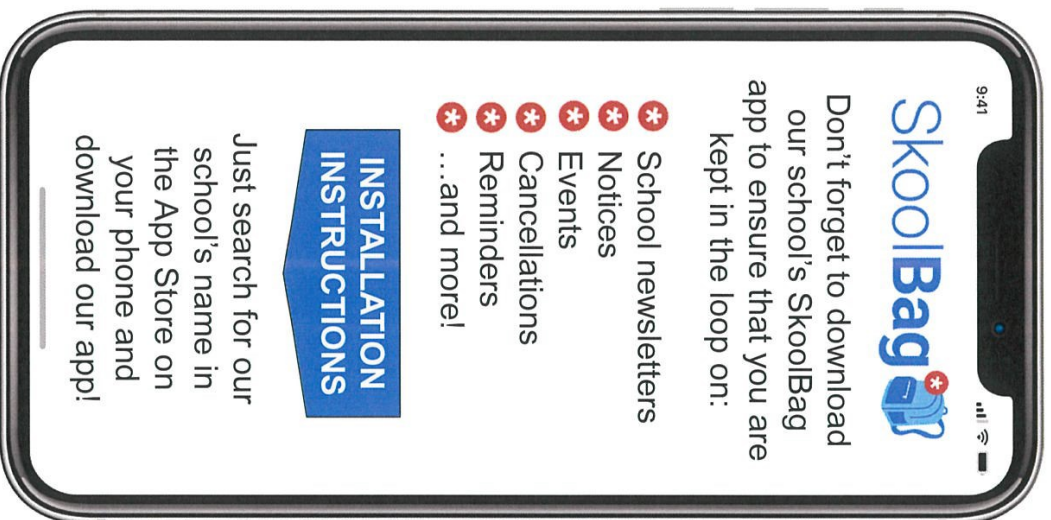 9:41
SkoolBag
Don't forget to download
our school's SkoolBag
app to ensure that you are
kept in the loop on:
School newsletters
Notices
Events
Cancellations
Reminders
...and more!
INSTALLATION
INSTRUCTIONS
Just search for our
school's name in
the App Store on
your phone and
download our app!